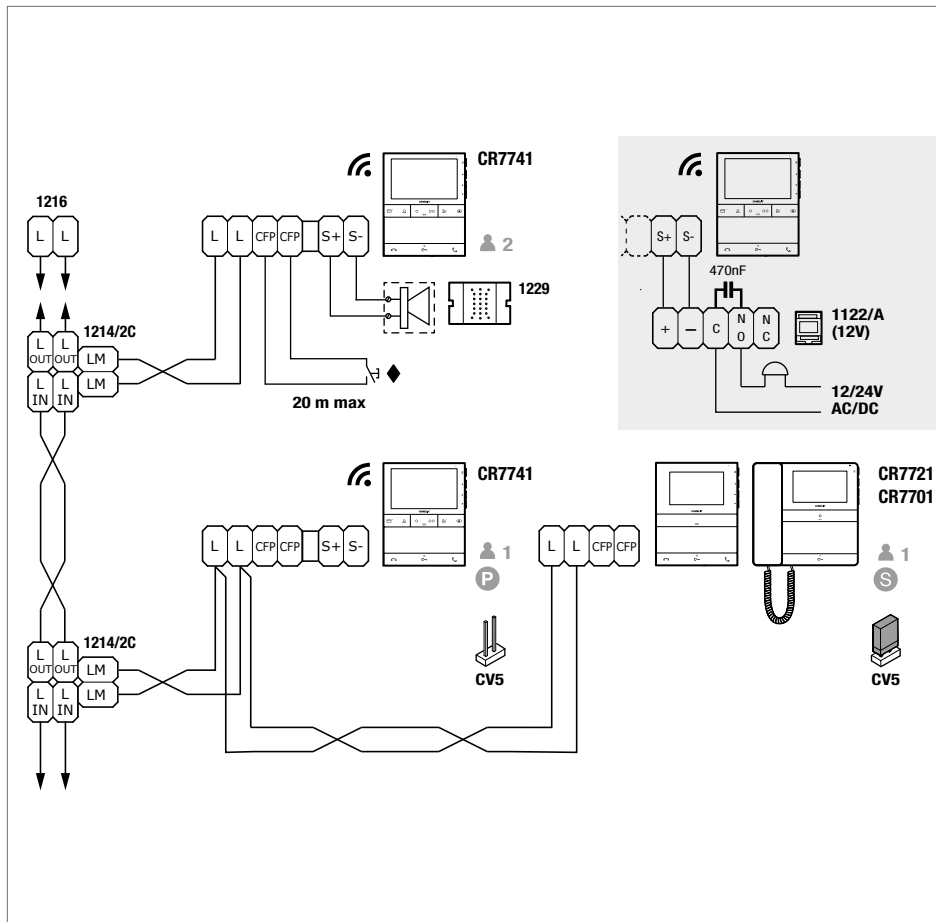 CR7741
2
1216
L L
L L CFP CFP S+ S-
1229
1214/2C
L OUT L OUT LM
L IN L IN LM
20 m max
S+ S-
470nF
+ – C NO NC
1122/A
(12V)
12/24V
AC/DC
CR7741
1
P
CV5
L L CFP CFP S+ S-
L L CFP CFP
CR7721
CR7701
1
S
CV5
1214/2C
L OUT L OUT LM
L IN L IN LM